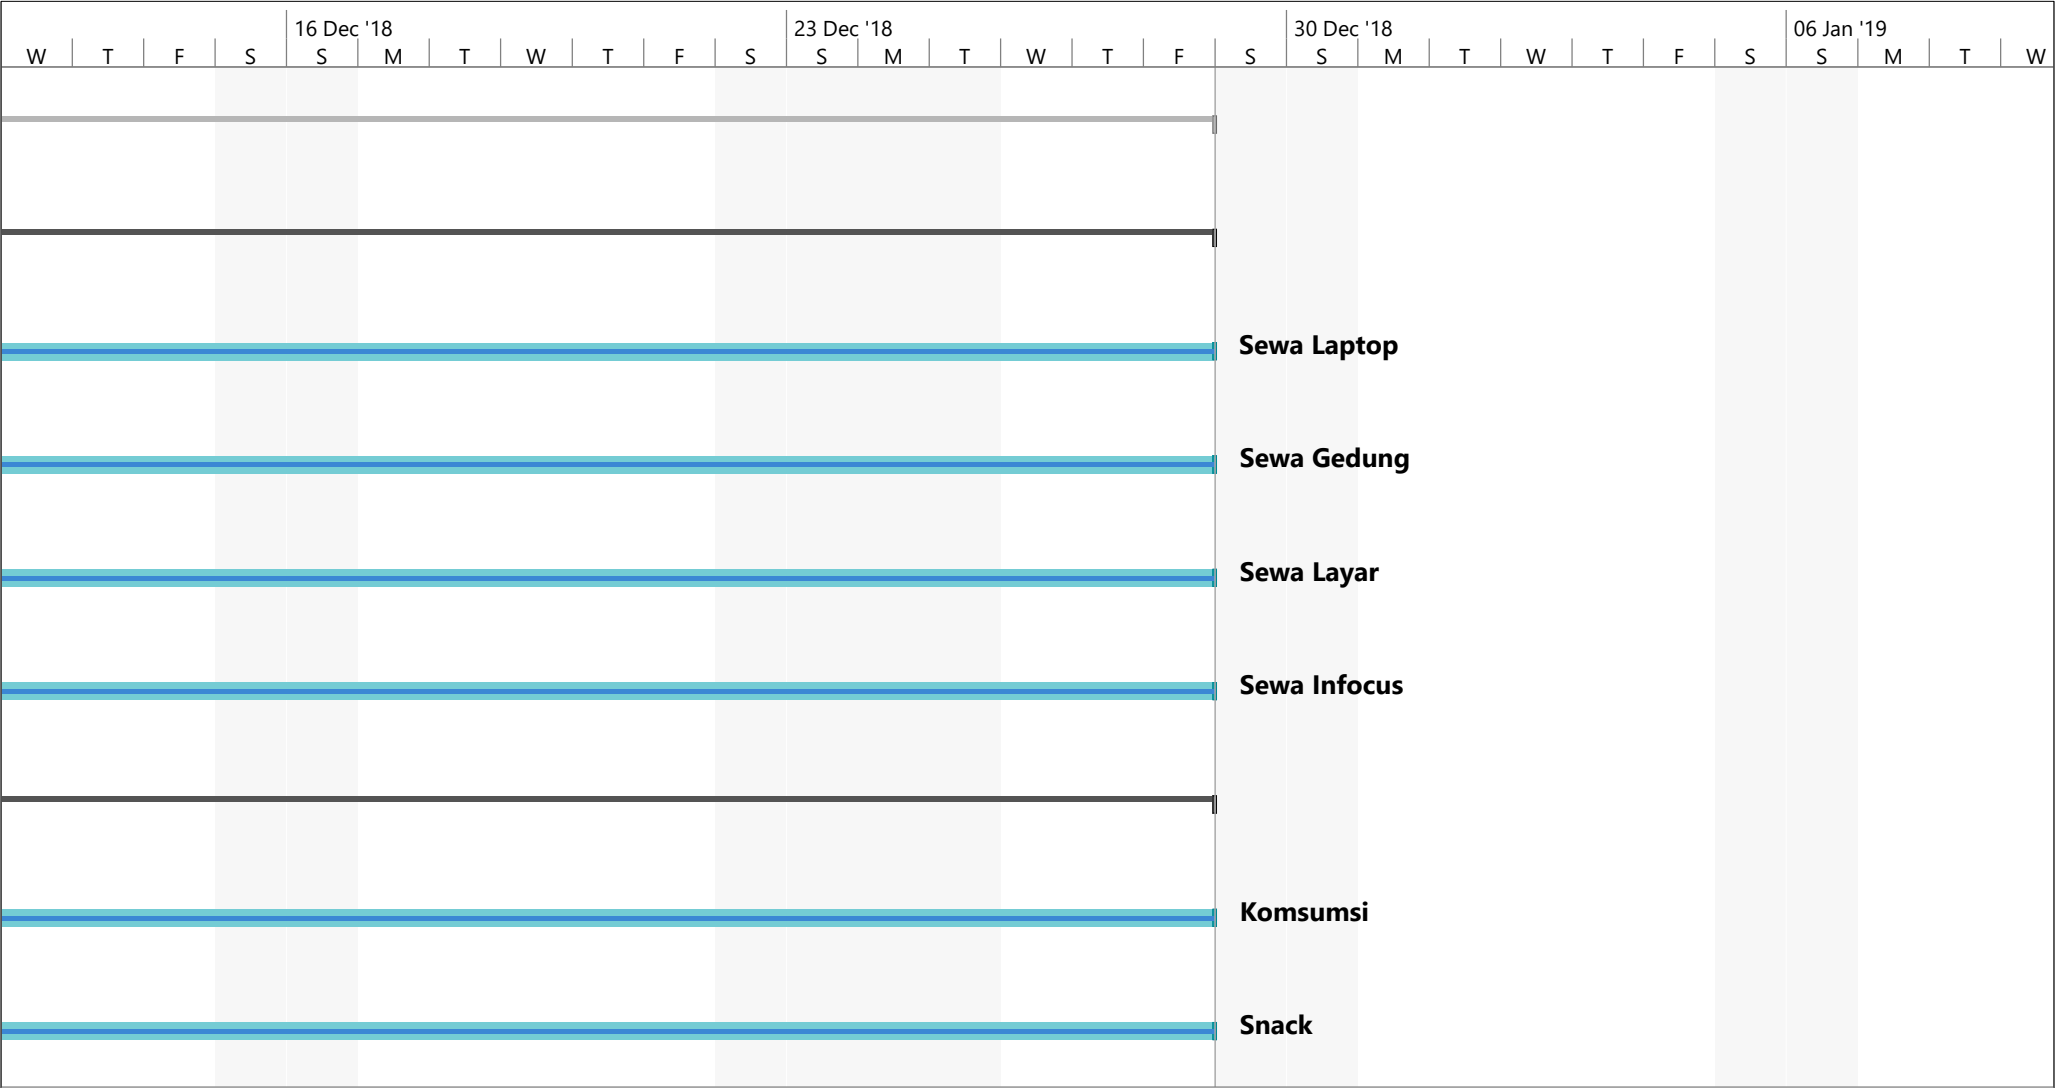 16 Dec '18 23 Dec '18 30 Dec '18 06 Jan '19
W T F S S M T W T F S S M T W T F S S M T W T F S S M T W
Sewa Laptop
Sewa Gedung
Sewa Layar
Sewa Infocus
Komsumsi
Snack